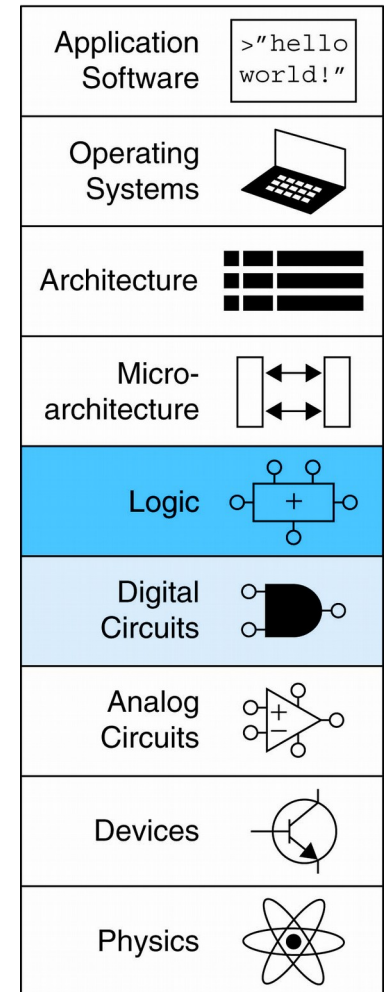 Application
Software
>"hello
world!"
Operating
Systems
Architecture
Micro-
architecture
Logic
+
Digital
Circuits
Analog
Circuits
+
−
Devices
Physics